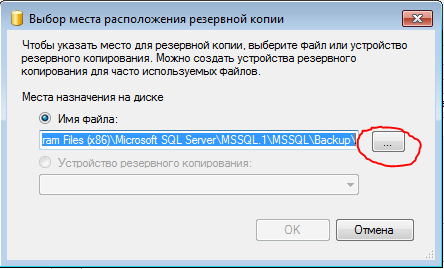 Выбор места расположения резервной копии
Чтобы указать место для резервной копии, выберите файл или устройство
резервного копирования. Можно создать устройства резервного
копирования для часто используемых файлов.
Места назначения на диске
Имя файла:
ram Files (x86)\Microsoft SQL Server\MSSQL.1\MSSQL\Backup\
...
Устройство резервного копирования:
OK
Отмена